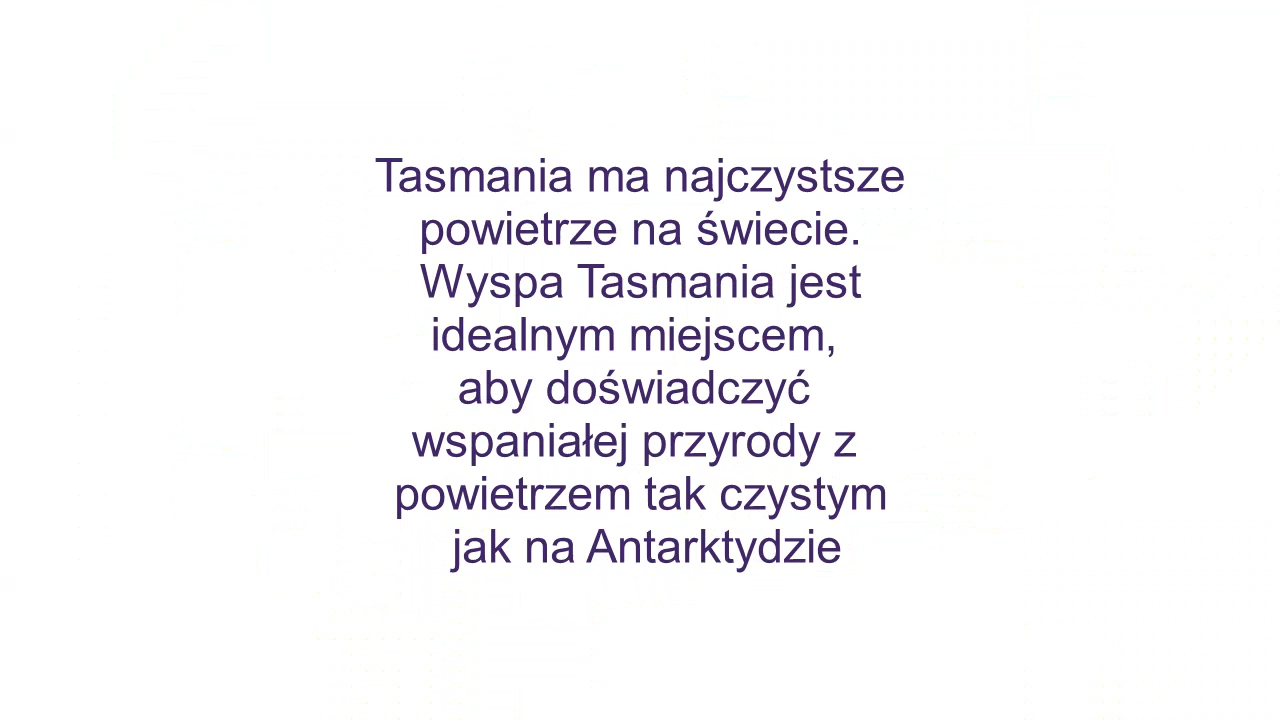 Tasmania ma najczystsze
powietrze na świecie.
Wyspa Tasmania jest
idealnym miejscem,
aby doświadczyć
wspaniałej przyrody z
powietrzem tak czystym
jak na Antarktydzie